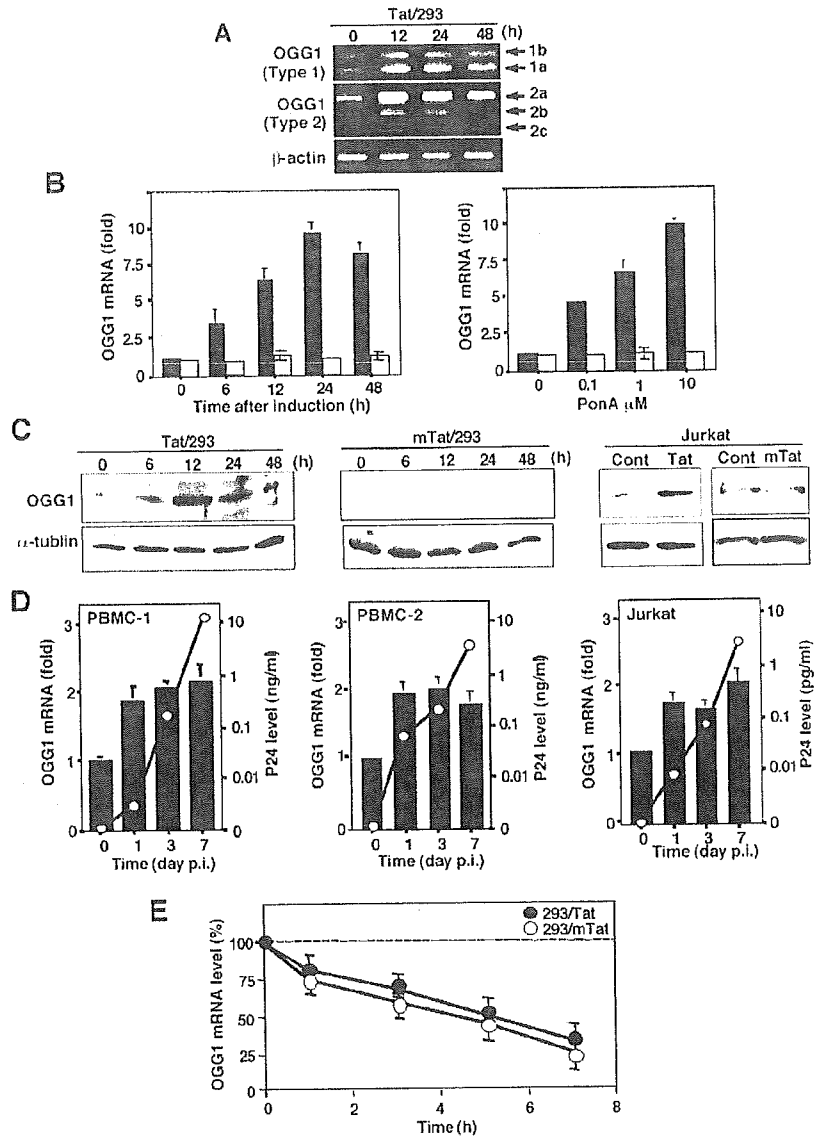 A
Tat/293
0 12 24 48 (h)
OGG1
(Type 1)
1b
1a
OGG1
(Type 2)
2a
2b
2c
β-actin
B
OGG1 mRNA (fold)
10
7.5
5
2.5
0
0 6 12 24 48
Time after induction (h)
OGG1 mRNA (fold)
10
7.5
5
2.5
0
0 0.1 1 10
PonA μM
C
Tat/293
0 6 12 24 48 (h)
mTat/293
0 6 12 24 48 (h)
Jurkat
Cont Tat Cont mTat
OGG1
α-tublin
D
PBMC-1
OGG1 mRNA (fold)
3
2
1
0
10
1
0.1
0.01
0
P24 level (ng/ml)
0 1 3 7
Time (day p.i.)
PBMC-2
OGG1 mRNA (fold)
3
2
1
0
10
1
0.1
0.01
0
P24 level (ng/ml)
0 1 3 7
Time (day p.i.)
Jurkat
OGG1 mRNA (fold)
3
2
1
0
10
1
0.1
0.01
0
P24 level (pg/ml)
0 1 3 7
Time (day p.i.)
E
OGG1 mRNA level (%)
100
75
50
25
0
293/Tat
293/mTat
0 2 4 6 8
Time (h)